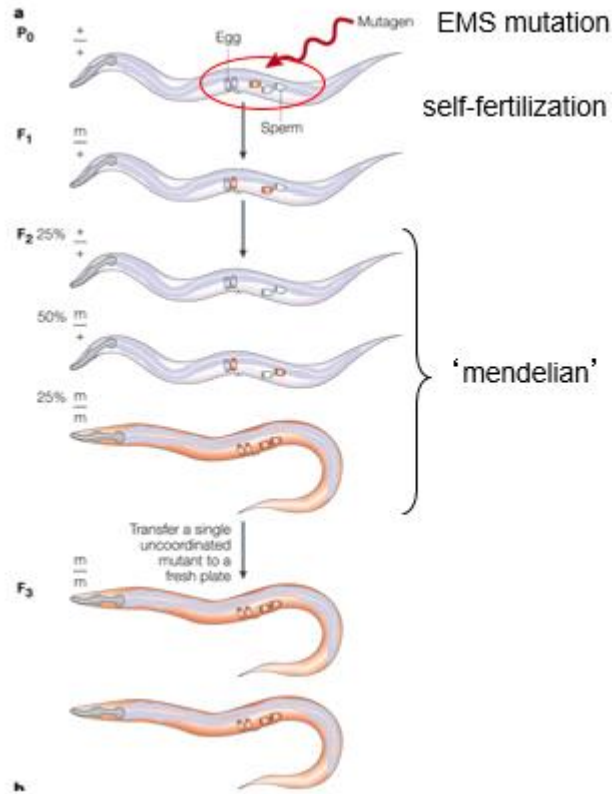 a
P0
+
+
Egg
Mutagen
EMS mutation
Sperm
self-fertilization
F1
m
+
F2 25% +
+
50% m
+
'mendelian'
25% m
m
Transfer a single
uncoordinated
mutant to a
fresh plate
F3
m
m